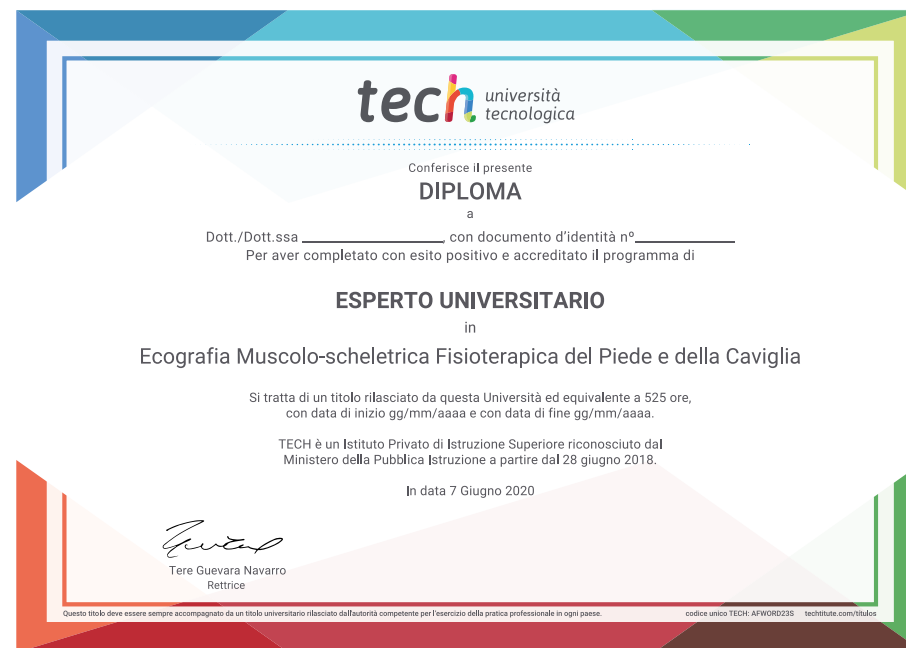 tech università
tecnologica
Conferisce il presente
DIPLOMA
a
Dott./Dott.ssa ____________, con documento d'identità nº____________
Per aver completato con esito positivo e accreditato il programma di
ESPERTO UNIVERSITARIO
in
Ecografia Muscolo-scheletrica Fisioterapica del Piede e della Caviglia
Si tratta di un titolo rilasciato da questa Università ed equivalente a 525 ore,
con data di inizio gg/mm/aaaa e con data di fine gg/mm/aaaa.
TECH è un Istituto Privato di Istruzione Superiore riconosciuto dal
Ministero della Pubblica Istruzione a partire dal 28 giugno 2018.
In data 7 Giugno 2020
Tere Guevara Navarro
Rettrice
Questo titolo deve essere sempre accompagnato da un titolo universitario rilasciato dall'autorità competente per l'esercizio della pratica professionale in ogni paese. codice unico TECH: AFWORD23S techtitute.com/titulos